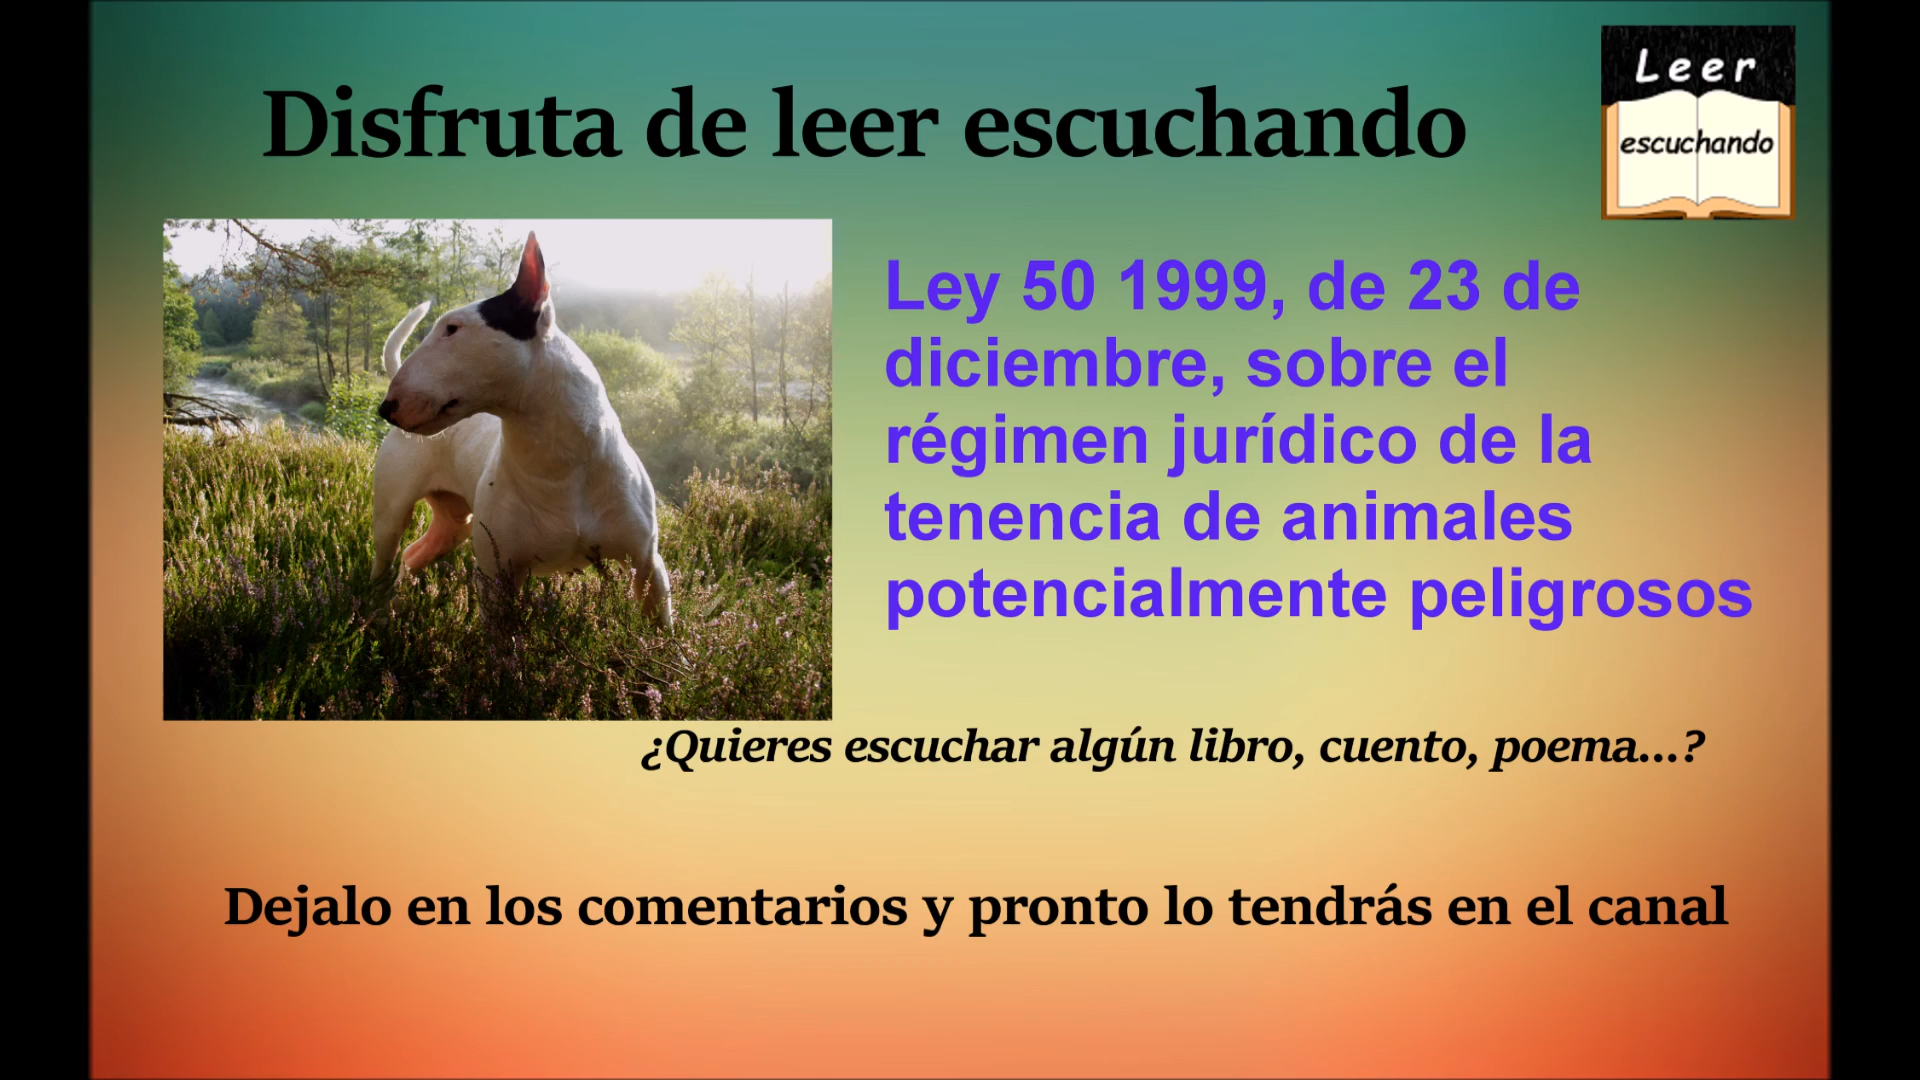 Disfruta de leer escuchando
Leer
escuchando
Ley 50 1999, de 23 de
diciembre, sobre el
régimen jurídico de la
tenencia de animales
potencialmente peligrosos
¿Quieres escuchar algún libro, cuento, poema...?
Dejalo en los comentarios y pronto lo tendrás en el canal